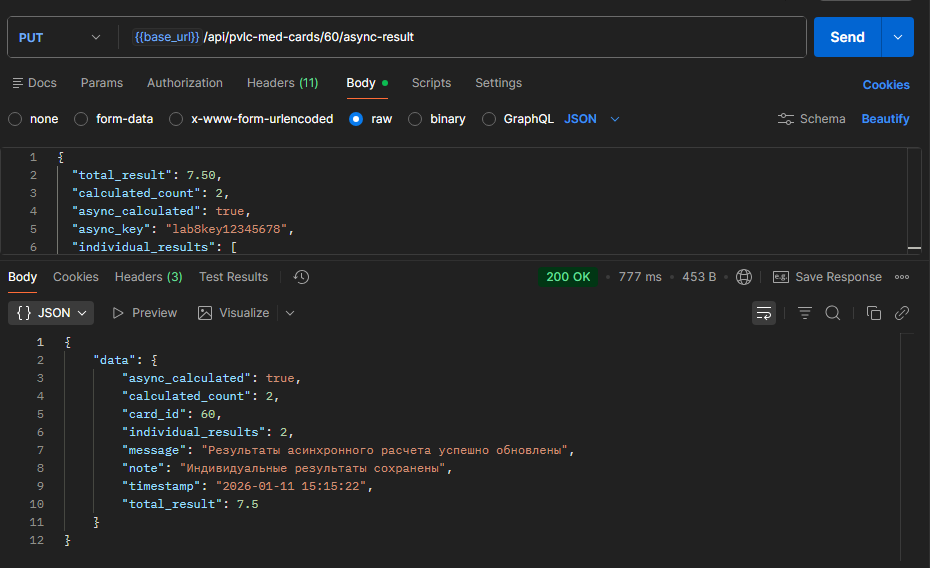 PUT {{base_url}} /api/pvlc-med-cards/60/async-result Send
Docs Params Authorization Headers (11) Body Scripts Settings Cookies
none form-data x-www-form-urlencoded raw binary GraphQL JSON Schema Beautify
1 {
2 "total_result": 7.50,
3 "calculated_count": 2,
4 "async_calculated": true,
5 "async_key": "lab8key12345678",
6 "individual_results": [
Body Cookies Headers (3) Test Results 200 OK • 777 ms • 453 B e.g. Save Response
{} JSON Preview Visualize
1 {
2 "data": {
3 "async_calculated": true,
4 "calculated_count": 2,
5 "card_id": 60,
6 "individual_results": 2,
7 "message": "Результаты асинхронного расчета успешно обновлены",
8 "note": "Индивидуальные результаты сохранены",
9 "timestamp": "2026-01-11 15:15:22",
10 "total_result": 7.5
11 }
12 }